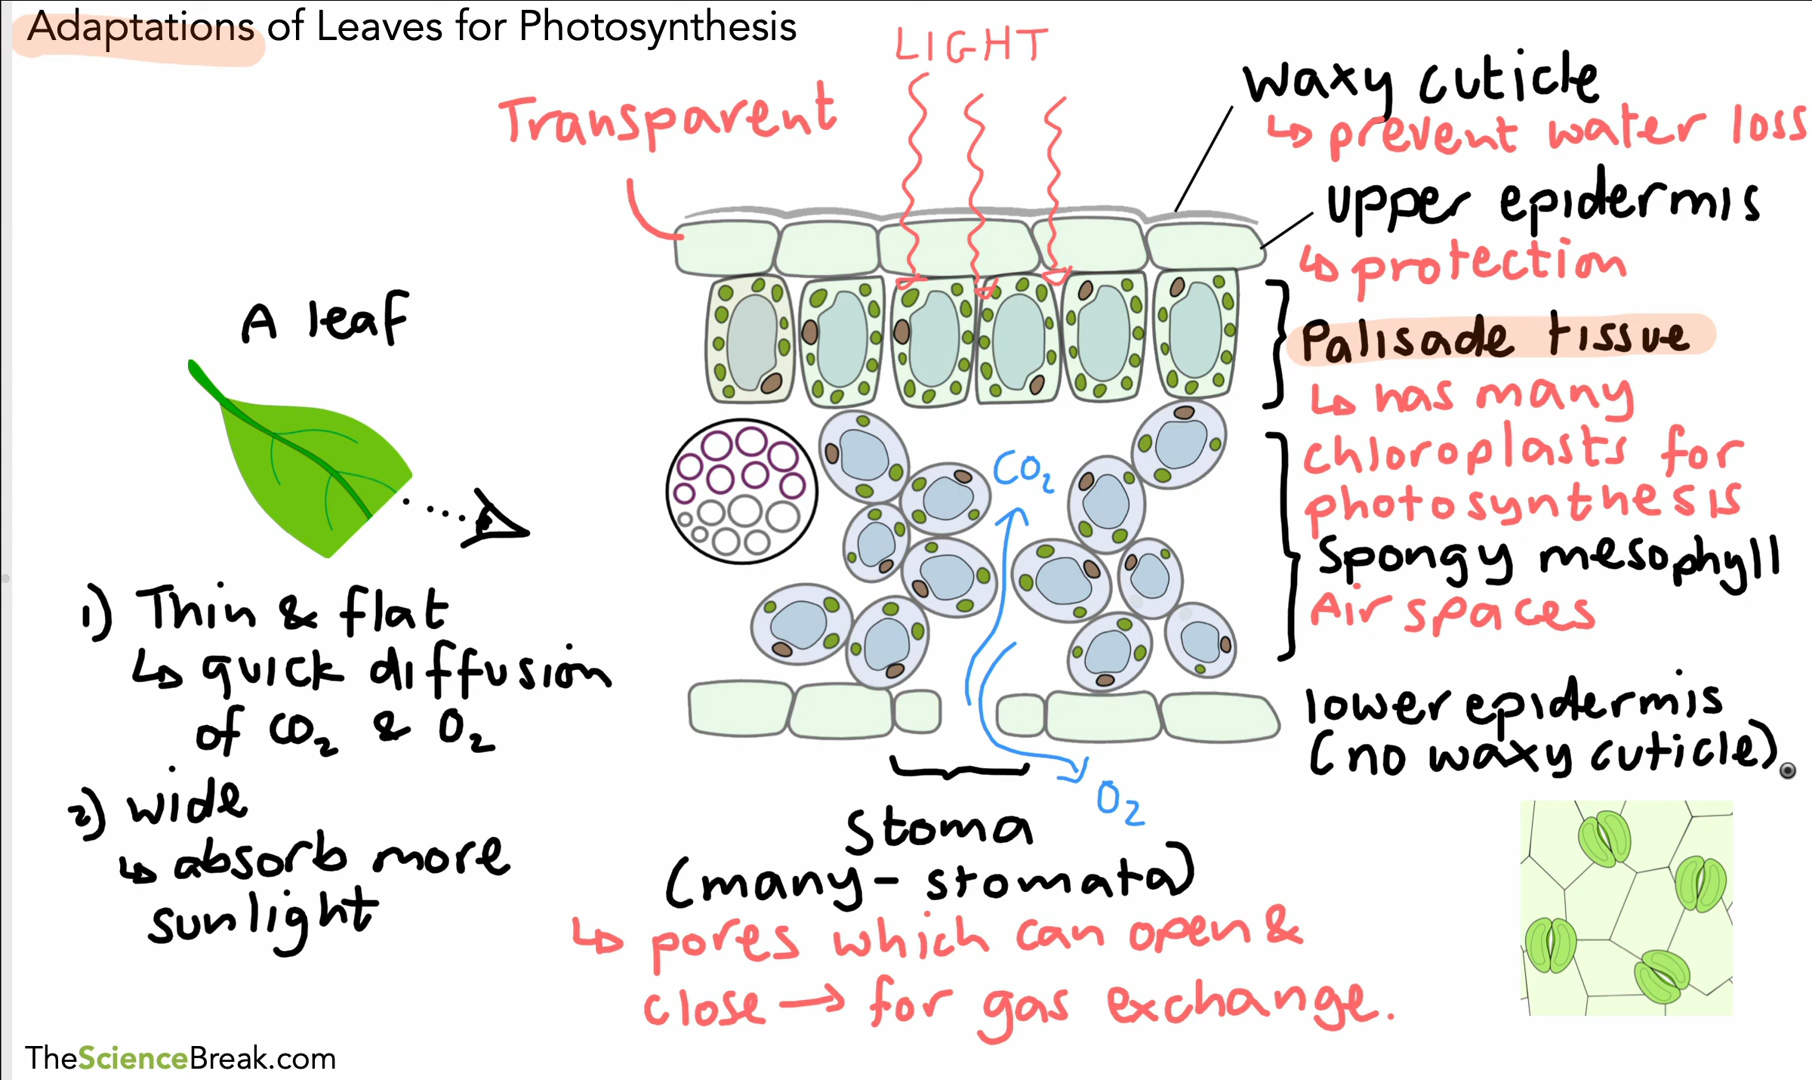 Adaptations of Leaves for Photosynthesis
LIGHT
Transparent
waxy cuticle
↳ prevent water loss
upper epidermis
↳ protection
Palisade tissue
↳ has many
chloroplasts for
photosynthesis
Spongy mesophyll
Air spaces
lower epidermis
(no waxy cuticle)
A leaf
1) Thin & flat
↳ quick diffusion
of CO₂ & O₂
2) wide
↳ absorb more
sunlight
CO₂
O₂
Stoma
(many - stomata)
↳ pores which can open &
close → for gas exchange.
TheScienceBreak.com